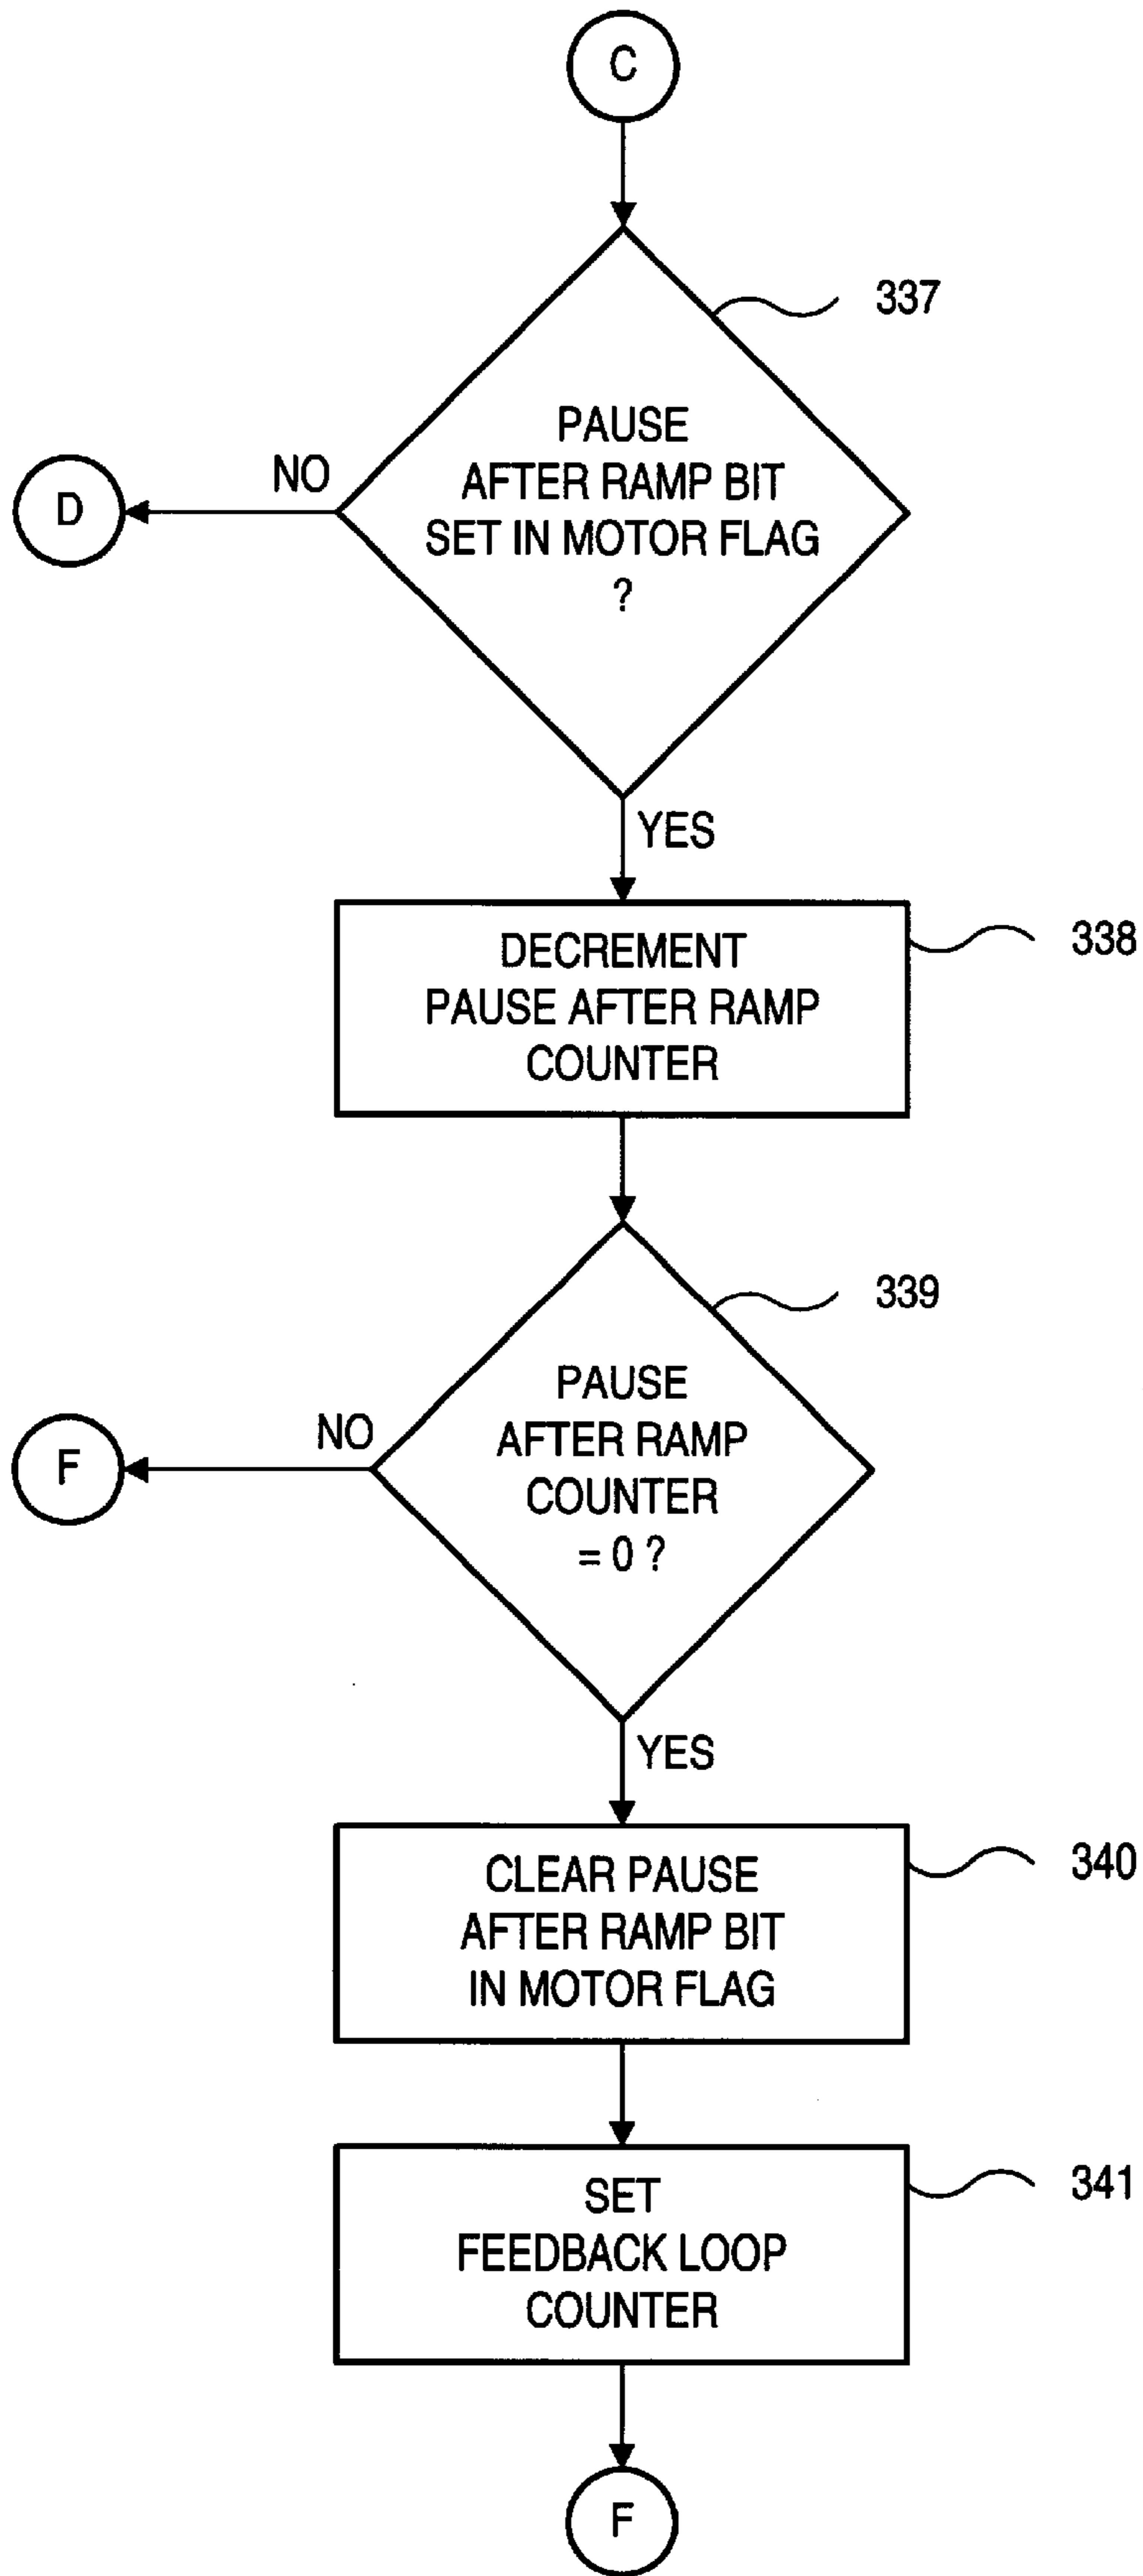 C
337
PAUSE
AFTER RAMP BIT
SET IN MOTOR FLAG
?
NO
D
YES
338
DECREMENT
PAUSE AFTER RAMP
COUNTER
339
PAUSE
AFTER RAMP
COUNTER
= 0 ?
NO
F
YES
340
CLEAR PAUSE
AFTER RAMP BIT
IN MOTOR FLAG
341
SET
FEEDBACK LOOP
COUNTER
F